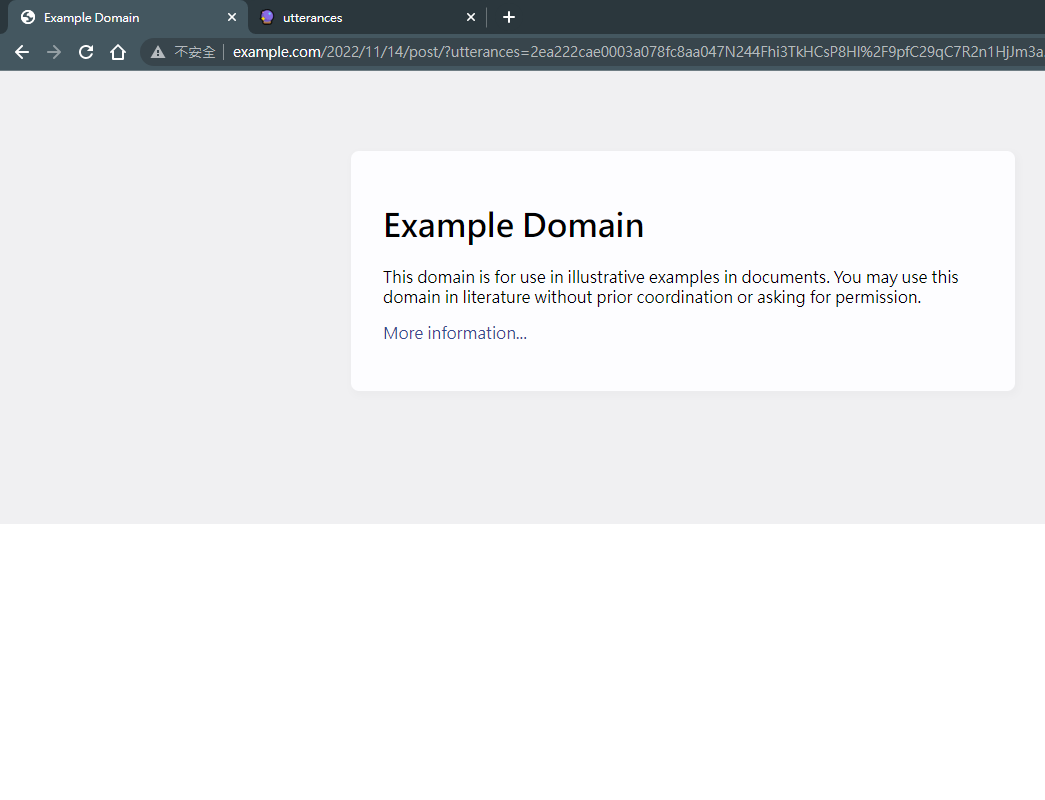 Example Domain
utterances
不安全
example.com/2022/11/14/post/?utterances=2ea222cae0003a078fc8aa047N244Fhi3TkHCsP8HI%2F9pfC29qC7R2n1HjJm3a
Example Domain
This domain is for use in illustrative examples in documents. You may use this
domain in literature without prior coordination or asking for permission.
More information...